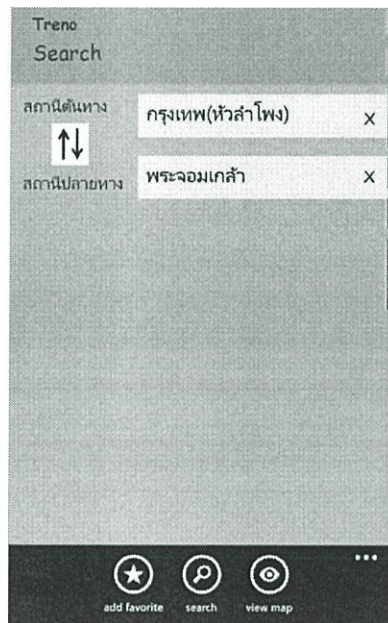 Treno
Search
สถานีต้นทาง
กรุงเทพ(หัวลำโพง) X
สถานีปลายทาง
พระจอมเกล้า X
add favorite search view map